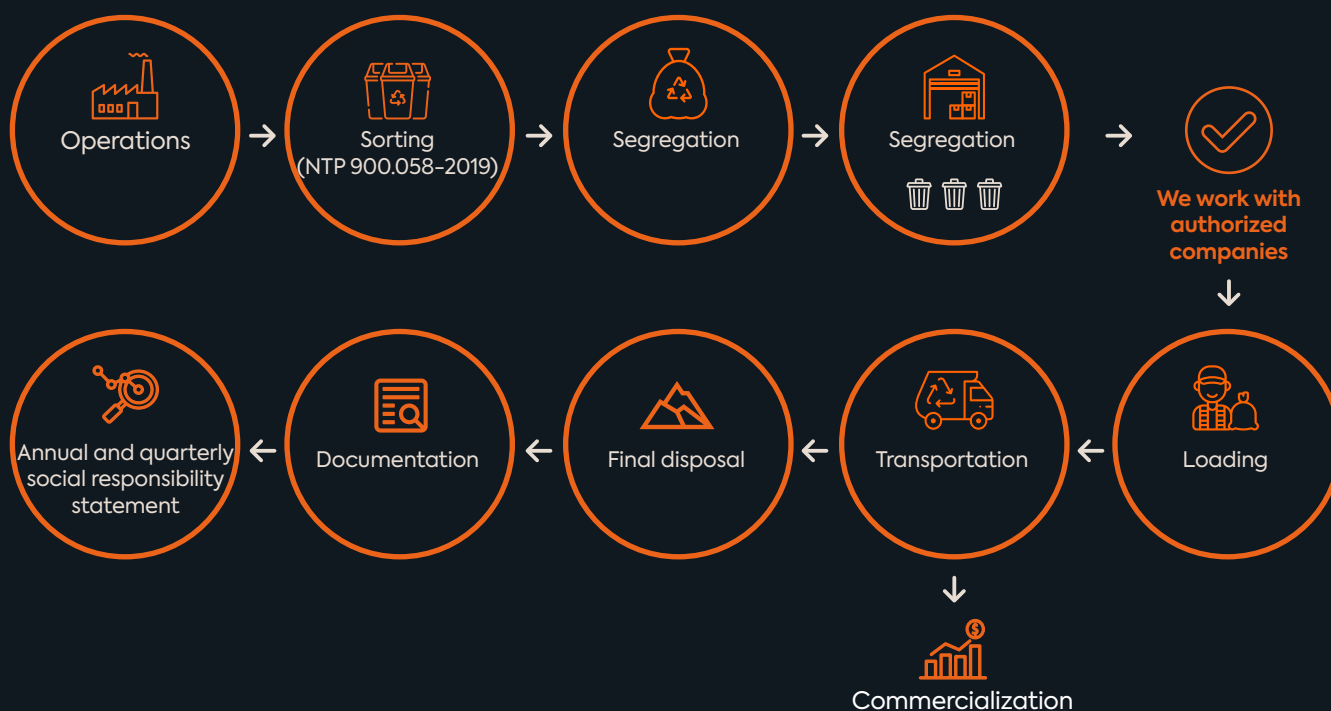 Operations
Sorting
(NTP 900.058-2019)
Segregation
Segregation
We work with
authorized
companies
Annual and quarterly
social responsibility
statement
Documentation
Final disposal
Transportation
Loading
$
Commercialization